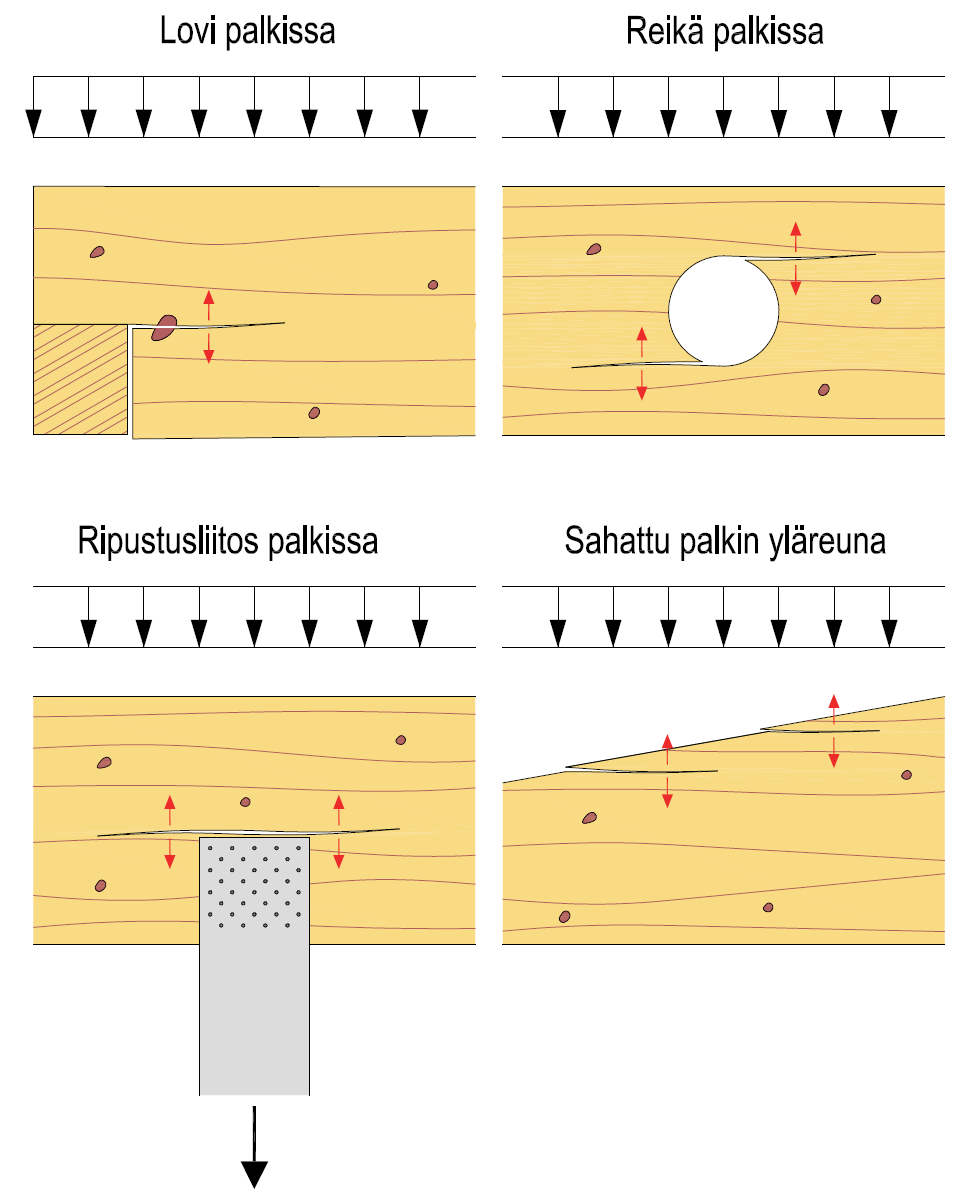 Lovi palkissa
Reikä palkissa
Ripustusliitos palkissa
Sahattu palkin yläreuna